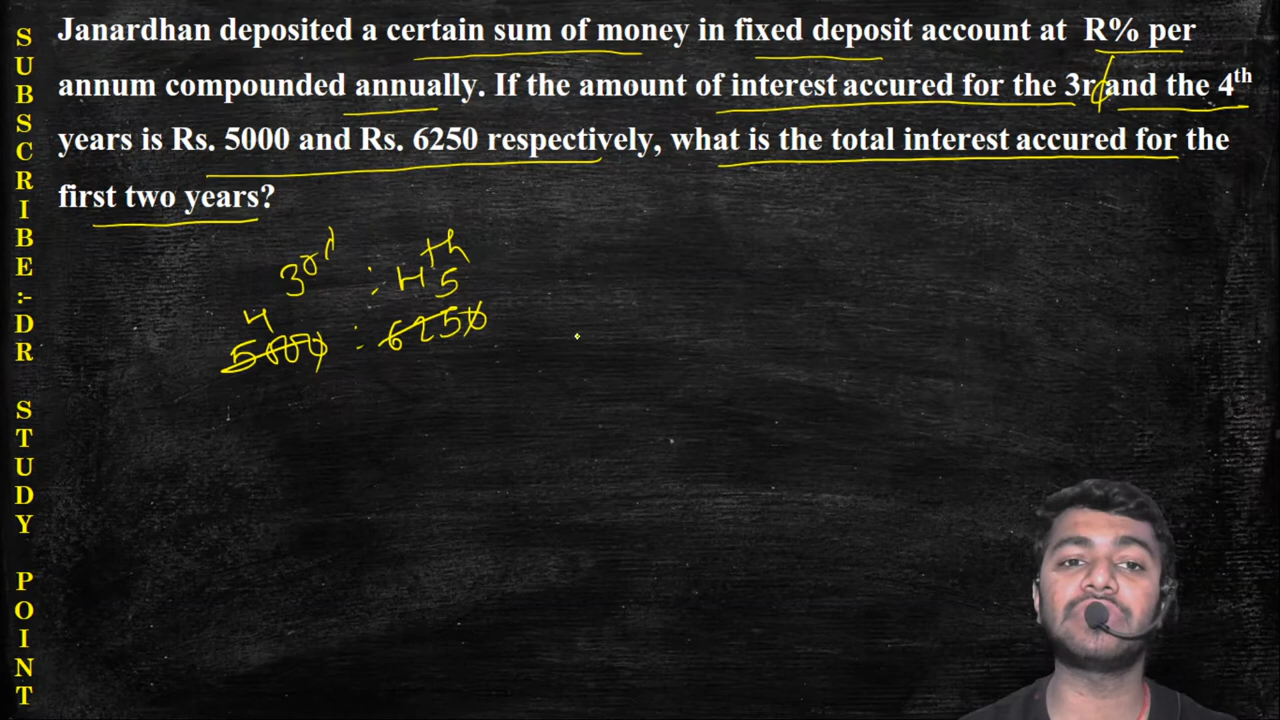 Janardhan deposited a certain sum of money in fixed deposit account at R% per
annum compounded annually. If the amount of interest accured for the 3rd and the 4th
years is Rs. 5000 and Rs. 6250 respectively, what is the total interest accured for the
first two years?
3rd : 4th
4 5
5000 : 6250
SUBSCRIBE :- DR STUDY POINT